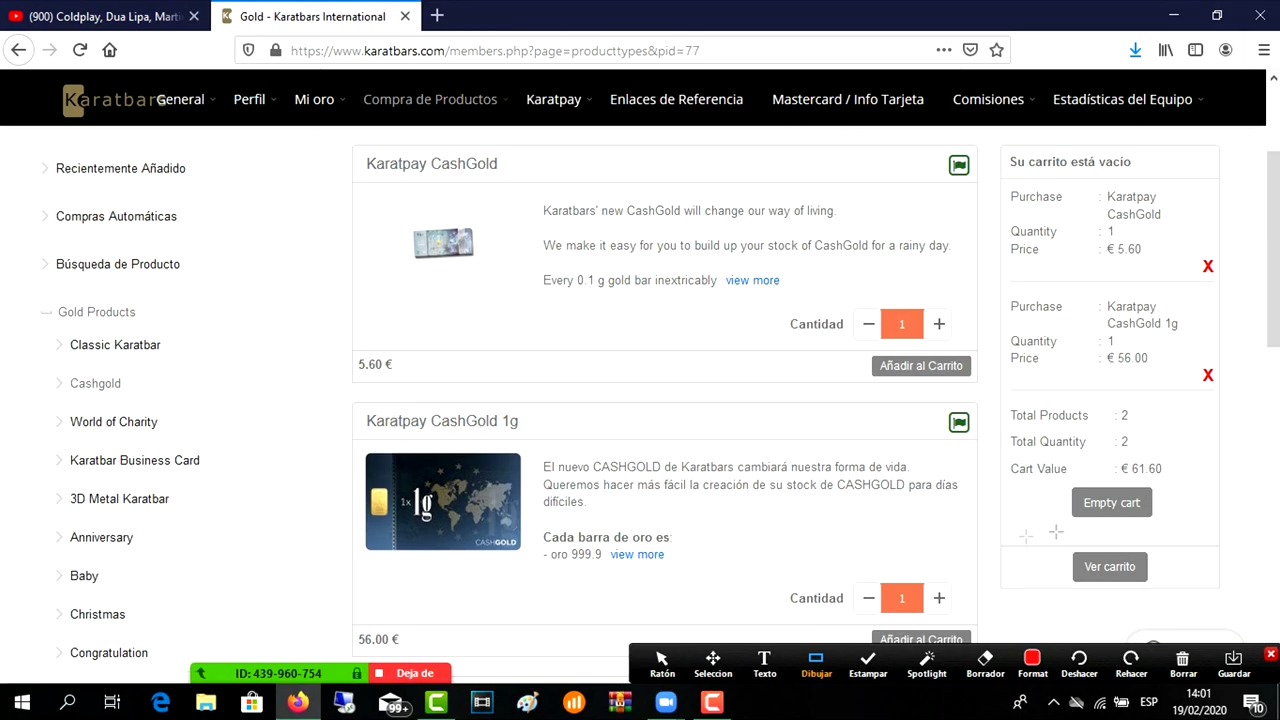 (900) Coldplay, Dua Lipa, Marti
Gold - Karatbars International
https://www.karatbars.com/members.php?page=producttypes&pid=77
Karatbars
General
Perfil
Mi oro
Compra de Productos
Karatpay
Enlaces de Referencia
Mastercard / Info Tarjeta
Comisiones
Estadísticas del Equipo
Recientemente Añadido
Compras Automáticas
Búsqueda de Producto
Gold Products
Classic Karatbar
Cashgold
World of Charity
Karatbar Business Card
3D Metal Karatbar
Anniversary
Baby
Christmas
Congratulation
Karatpay CashGold
Karatbars' new CashGold will change our way of living.
We make it easy for you to build up your stock of CashGold for a rainy day.
Every 0.1 g gold bar inextricably view more
Cantidad − 1 +
5.60 €
Añadir al Carrito
Karatpay CashGold 1g
1x 1g
CASHGOLD
El nuevo CASHGOLD de Karatbars cambiará nuestra forma de vida.
Queremos hacer más fácil la creación de su stock de CASHGOLD para días
difíciles.
Cada barra de oro es:
- oro 999.9 view more
Cantidad − 1 +
56.00 €
Añadir al Carrito
Su carrito está vacío
Purchase : Karatpay
CashGold
Quantity : 1
Price : € 5.60
X
Purchase : Karatpay
CashGold 1g
Quantity : 1
Price : € 56.00
X
Total Products : 2
Total Quantity : 2
Cart Value : € 61.60
Empty cart
Ver carrito
ID: 439-960-754
Deja de
Ratón
Seleccion
Texto
Dibujar
Estampar
Spotlight
Borrador
Format
Deshacer
Rehacer
Borrar
Guardar
99+
ESP
14:01
19/02/2020
10